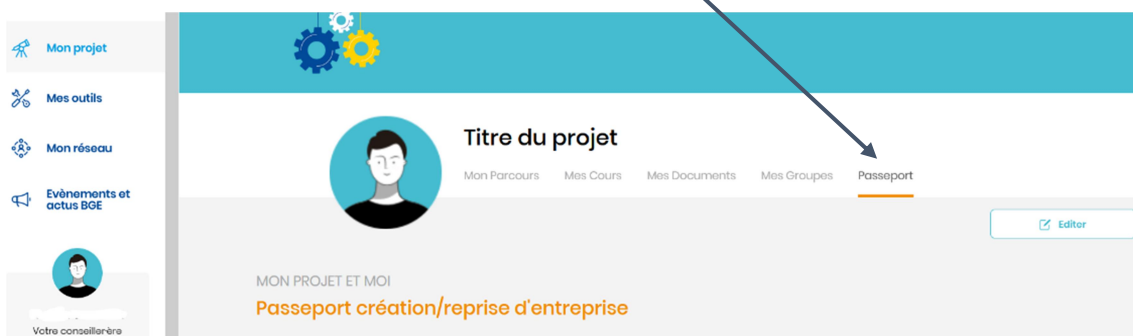 Mon projet
Mes outils
Mon réseau
Evènements et
actus BGE
Votre conseillerère
Titre du projet
Mon Parcours Mes Cours Mes Documents Mes Groupes Passeport
Editer
MON PROJET ET MOI
Passeport création/reprise d'entreprise